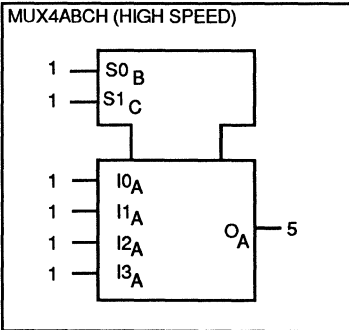 MUX4ABCH (HIGH SPEED)
1 S0B
1 S1C
1 I0A
1 I1A
OA 5
1 I2A
1 I3A